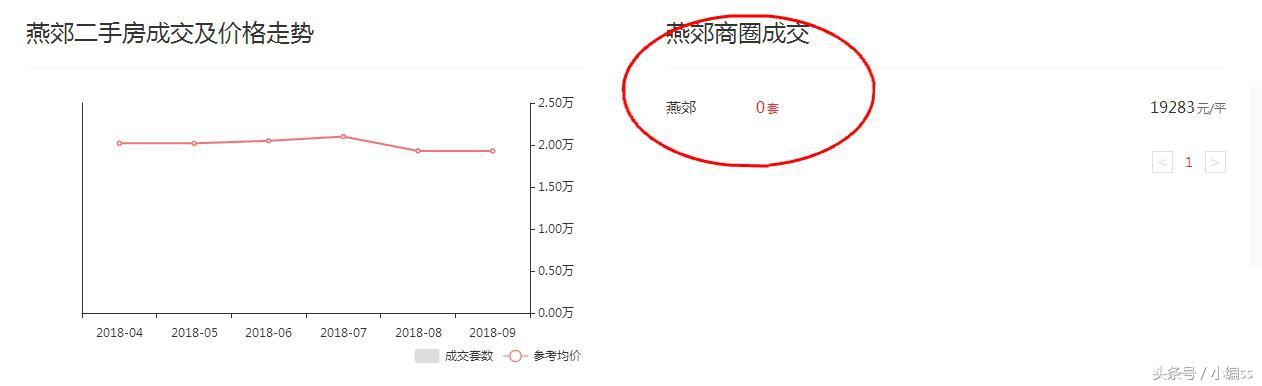 燕郊二手房成交及价格走势
2.50万
2.00万
1.50万
1.00万
0.50万
0.00万
2018-04 2018-05 2018-06 2018-07 2018-08 2018-09
成交套数 参考均价
燕郊商圈成交
燕郊 0套 19283元/平
< 1 >
头条号 / 小编ss